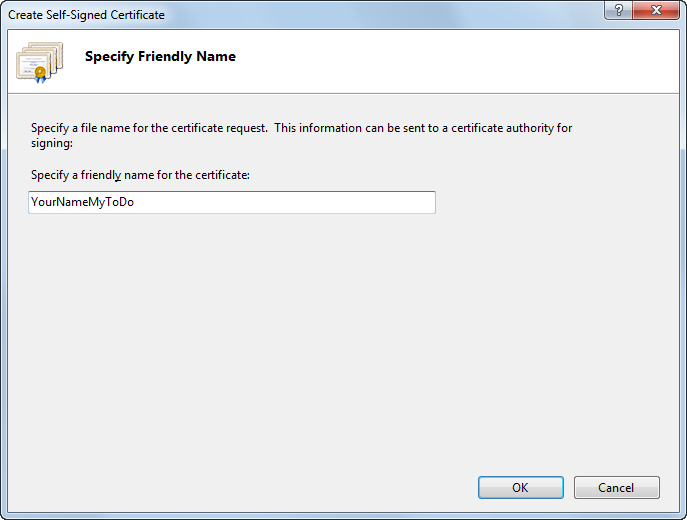 Create Self-Signed Certificate
Specify Friendly Name
Specify a file name for the certificate request.  This information can be sent to a certificate authority for
signing:
Specify a friendly name for the certificate:
YourNameMyToDo
OK
Cancel